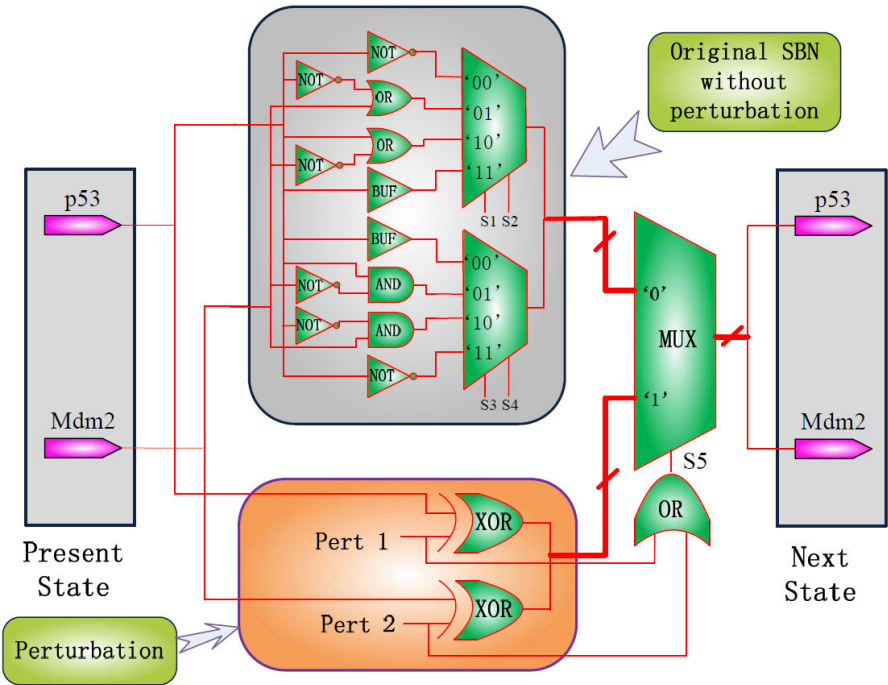 Original SBN
without
perturbation
NOT
'00'
NOT
OR
'01'
OR
'10'
NOT
'11'
BUF
S1 S2
BUF
'00'
NOT
AND
'01'
NOT
AND
'10'
NOT
'11'
S3 S4
p53
Mdm2
Present
State
'0'
MUX
'1'
S5
OR
p53
Mdm2
Next
State
XOR
Pert 1
XOR
Pert 2
Perturbation